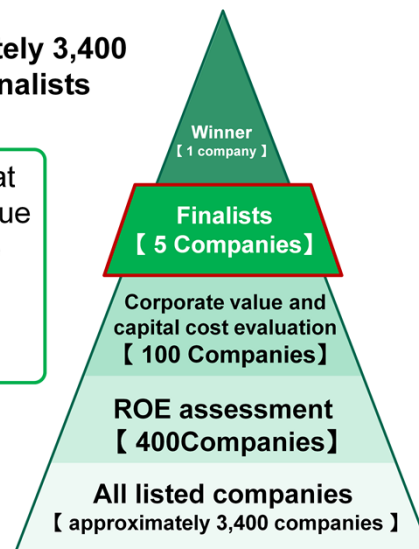 tely 3,400
nalists
at
ue
Winner
【 1 company 】
Finalists
【 5 Companies】
Corporate value and
capital cost evaluation
【 100 Companies】
ROE assessment
【 400Companies】
All listed companies
【 approximately 3,400 companies 】